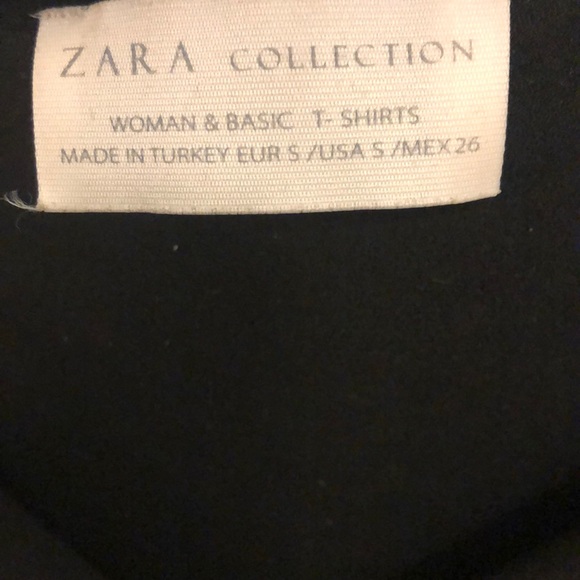 ZARA COLLECTION
WOMAN & BASIC T- SHIRTS
MADE IN TURKEY EUR S /USA S /MEX 26